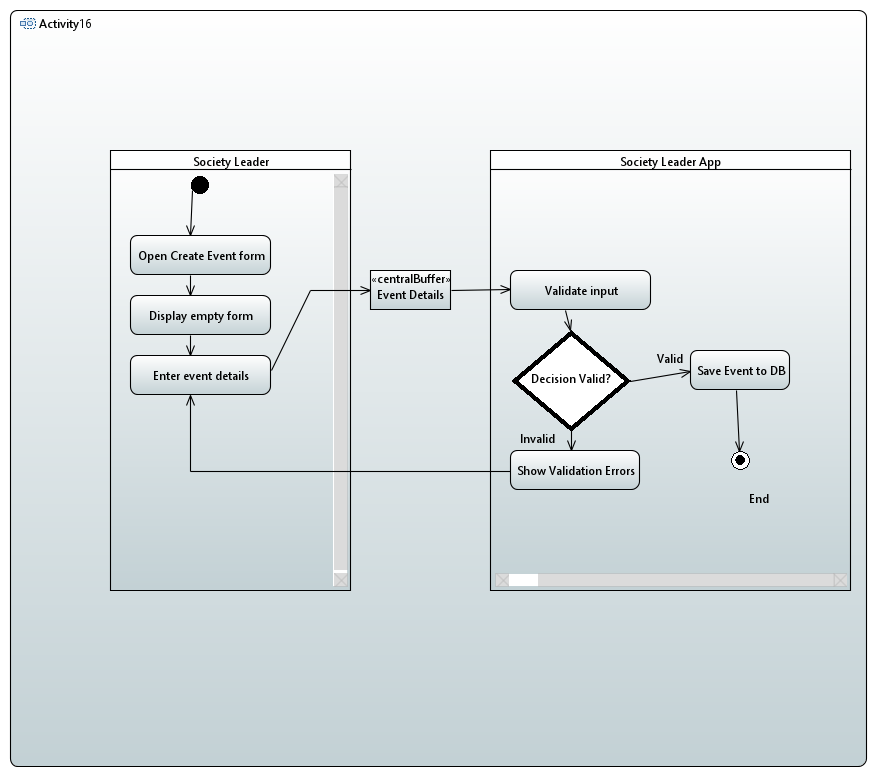 Activity16
Society Leader
Open Create Event form
Display empty form
Enter event details
«centralBuffer»
Event Details
Society Leader App
Validate input
Decision Valid?
Valid
Save Event to DB
Invalid
Show Validation Errors
End